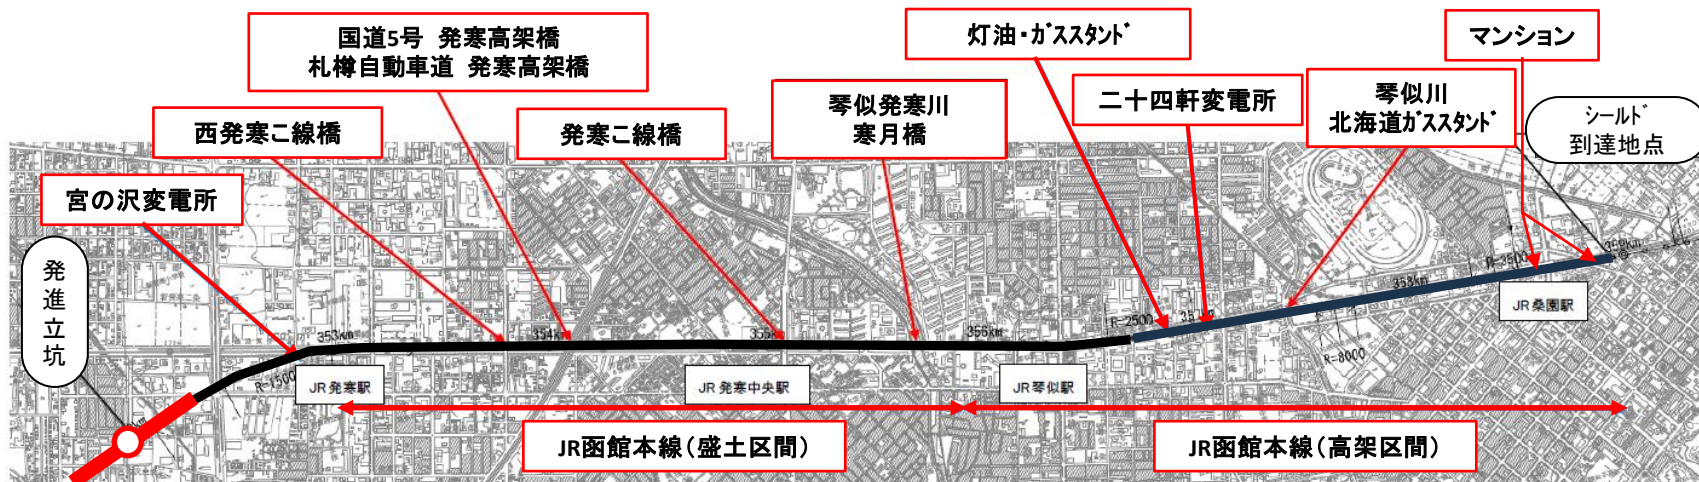 国道5号 発寒高架橋
札樽自動車道 発寒高架橋
灯油・ガススタンド
マンション
西発寒こ線橋
発寒こ線橋
琴似発寒川
寒月橋
二十四軒変電所
琴似川
北海道ガススタンド
シールド
到達地点
宮の沢変電所
発進立坑
353km
354km
356km
R=2500
358km
R=3500
R=8000
R=1500
JR発寒駅
JR発寒中央駅
JR琴似駅
JR桑園駅
JR函館本線(盛土区間)
JR函館本線(高架区間)